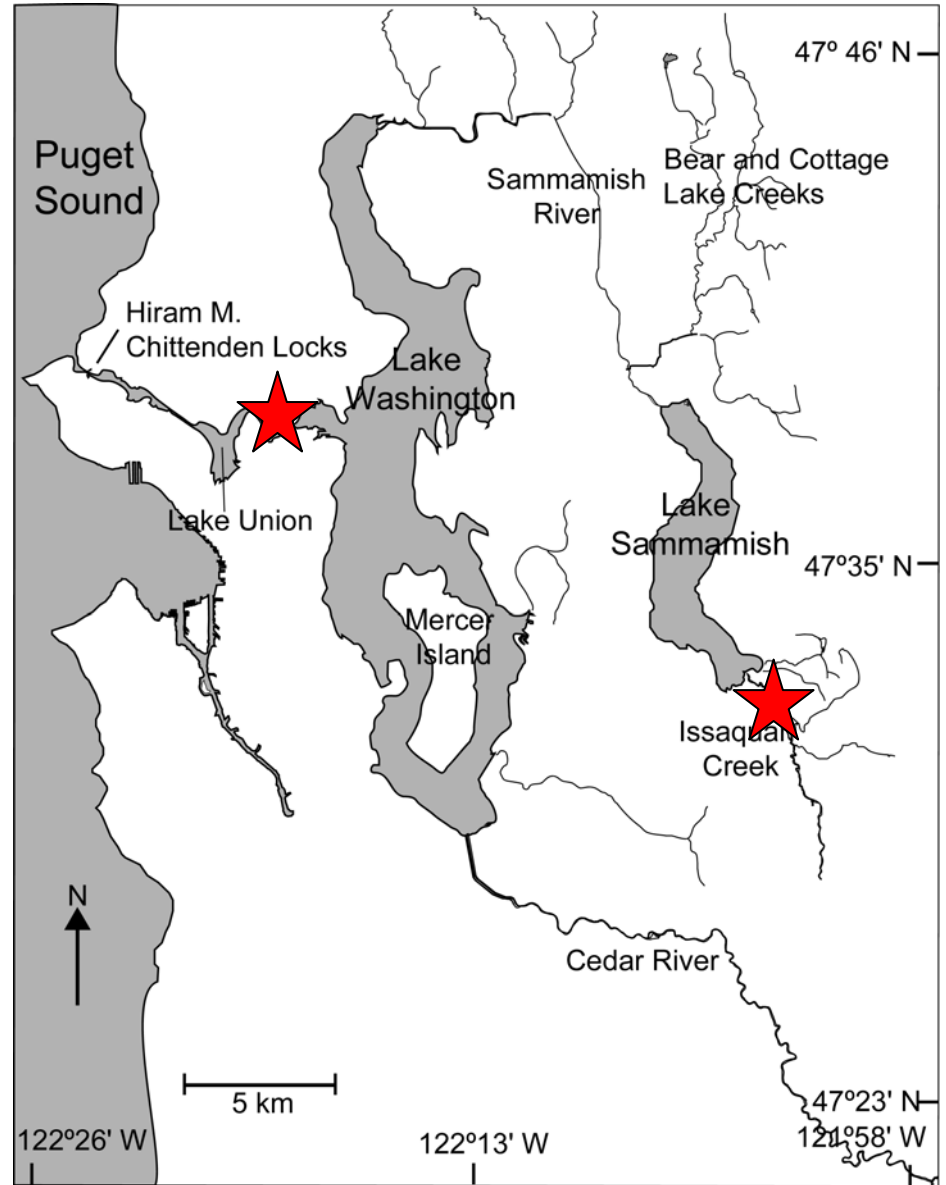 47º 46' N
Puget
Sound
Bear and Cottage
Lake Creeks
Sammamish
River
Hiram M.
Chittenden Locks
Lake
Washington
Lake Union
Lake
Sammamish
47º35' N
Mercer
Island
Issaquah
Creek
N
Cedar River
5 km
47º23' N
122º26' W
122º13' W
121º58' W